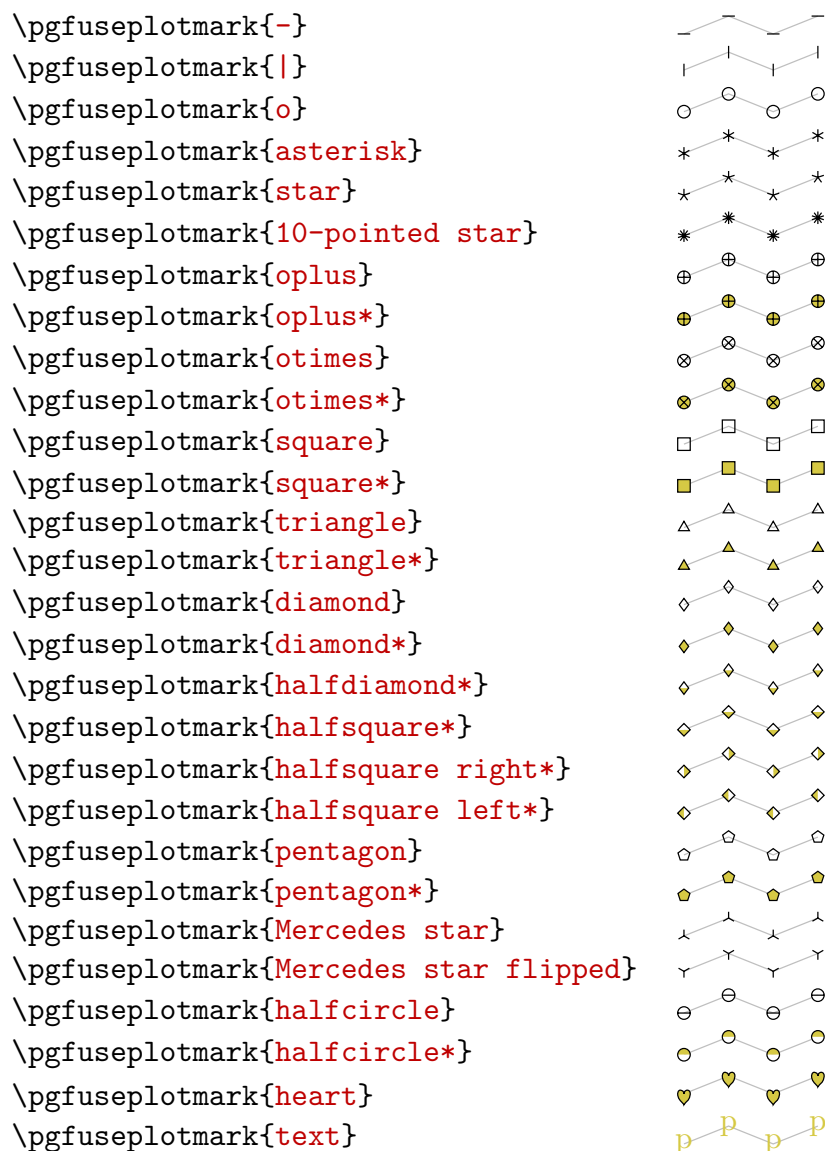 \pgfuseplotmark{-}
\pgfuseplotmark{|}
\pgfuseplotmark{o}
\pgfuseplotmark{asterisk}
\pgfuseplotmark{star}
\pgfuseplotmark{10-pointed star}
\pgfuseplotmark{oplus}
\pgfuseplotmark{oplus*}
\pgfuseplotmark{otimes}
\pgfuseplotmark{otimes*}
\pgfuseplotmark{square}
\pgfuseplotmark{square*}
\pgfuseplotmark{triangle}
\pgfuseplotmark{triangle*}
\pgfuseplotmark{diamond}
\pgfuseplotmark{diamond*}
\pgfuseplotmark{halfdiamond*}
\pgfuseplotmark{halfsquare*}
\pgfuseplotmark{halfsquare right*}
\pgfuseplotmark{halfsquare left*}
\pgfuseplotmark{pentagon}
\pgfuseplotmark{pentagon*}
\pgfuseplotmark{Mercedes star}
\pgfuseplotmark{Mercedes star flipped}
\pgfuseplotmark{halfcircle}
\pgfuseplotmark{halfcircle*}
\pgfuseplotmark{heart}
\pgfuseplotmark{text} p p p p